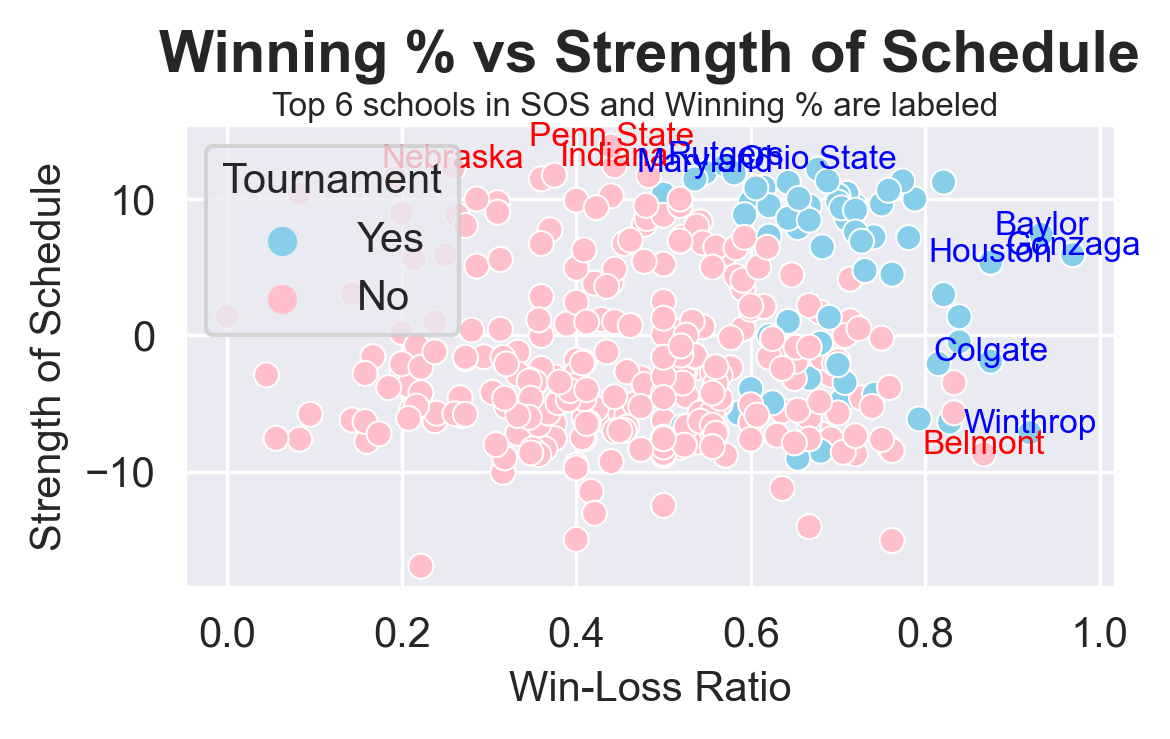 Winning % vs Strength of Schedule
Top 6 schools in SOS and Winning % are labeled
Penn State
Nebraska
Indiana
Maryland
Rutgers
Ohio State
Tournament
Yes
No
Baylor
Gonzaga
Houston
Colgate
Winthrop
Belmont
10
0
−10
Strength of Schedule
0.0 0.2 0.4 0.6 0.8 1.0
Win-Loss Ratio